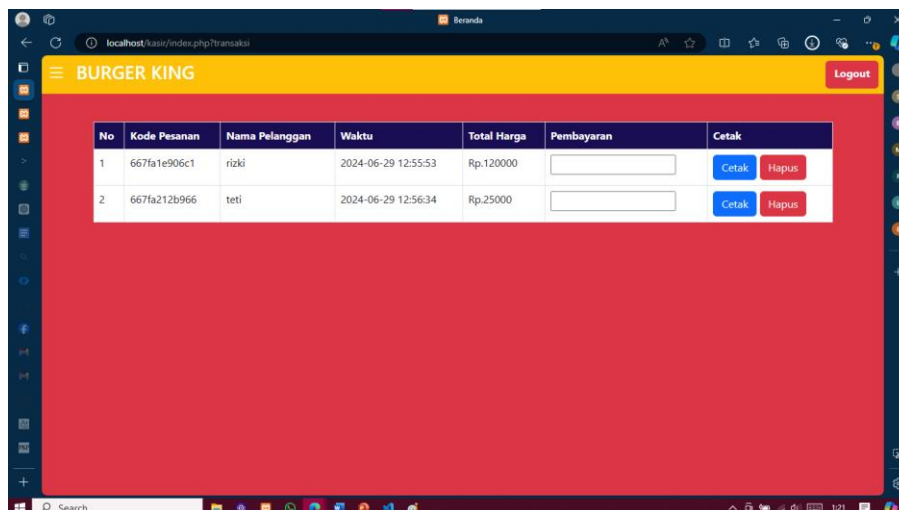 Beranda
localhost/kasir/index.php?transaksi
BURGER KING
Logout
No Kode Pesanan Nama Pelanggan Waktu Total Harga Pembayaran Cetak
1 667fa1e906c1 rizki 2024-06-29 12:55:53 Rp.120000 Cetak Hapus
2 667fa212b966 teti 2024-06-29 12:56:34 Rp.25000 Cetak Hapus
Search 1:21